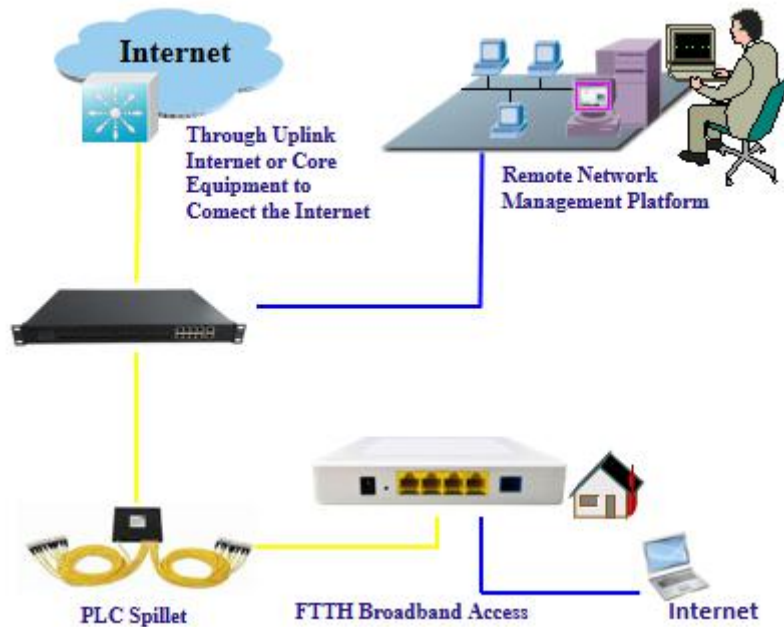 Internet
Through Uplink
Internet or Core
Equipment to
Comect the Internet
Remote Network
Management Platform
PLC Spillet
FTTH Broadband Access
Internet